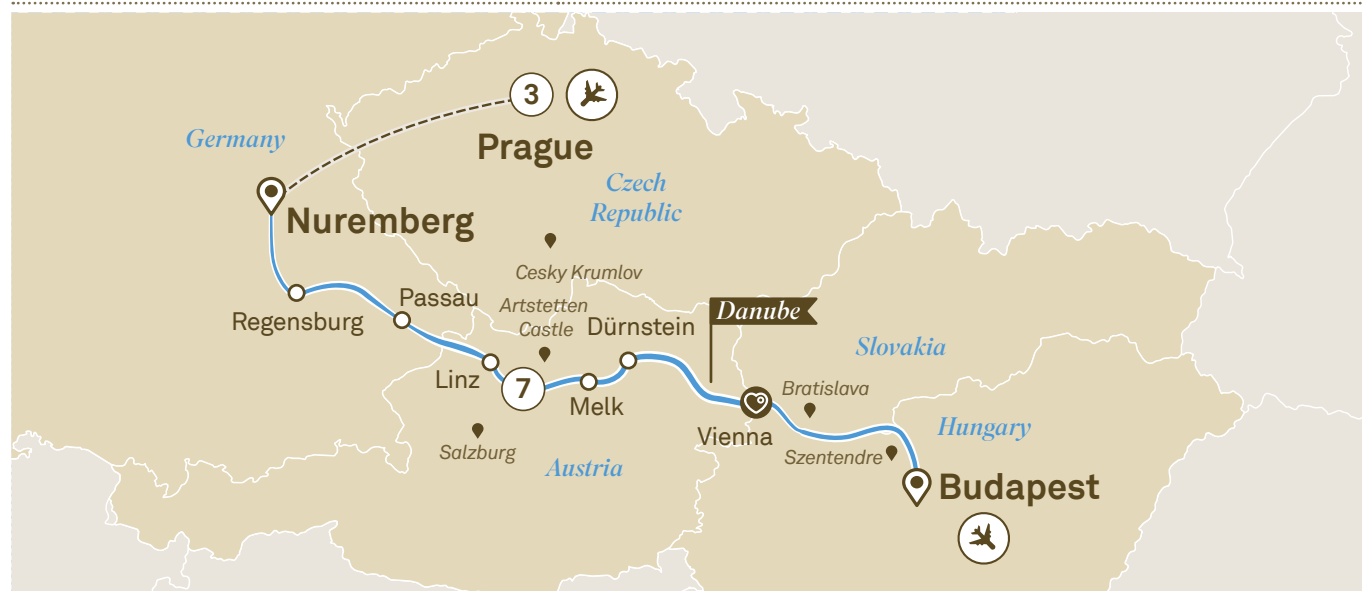 3
Prague
Germany
Czech
Republic
Nuremberg
Cesky Krumlov
Passau
Artstetten
Castle
Regensburg
Dürnstein
Danube
Slovakia
Linz
7
Melk
Bratislava
Vienna
Hungary
Salzburg
Szentendre
Austria
Budapest